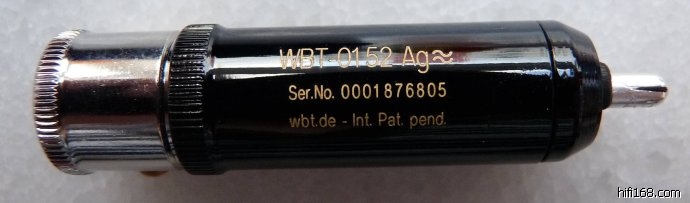 WBT-0152 Ag≈
Ser.No. 0001876805
wbt.de - Int. Pat. pend.
hifi168.com